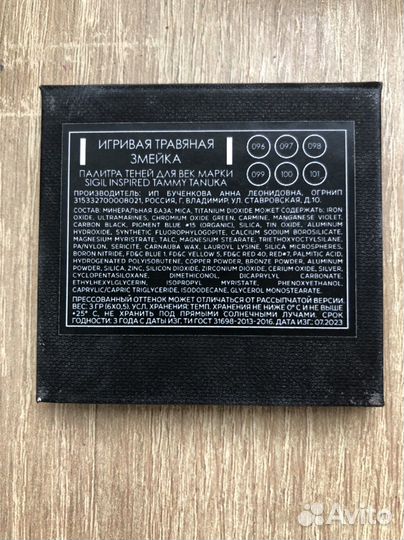 ИГРИВАЯ ТРАВЯНАЯ
ЗМЕЙКА
ПАЛИТРА ТЕНЕЙ ДЛЯ ВЕК МАРКИ
SIGIL INSPIRED TAMMY TANUKA
096 097 098
099 100 101
ПРОИЗВОДИТЕЛЬ: ИП БУЧЕНКОВА АННА ЛЕОНИДОВНА, ОГРНИП
315332700008021, РОССИЯ, Г. ВЛАДИМИР, УЛ. СТАВРОВСКАЯ, Д.10.
СОСТАВ: МИНЕРАЛЬНАЯ БАЗА: MICA, TITANIUM DIOXIDE МОЖЕТ СОДЕРЖАТЬ: IRON
OXIDE, ULTRAMARINES, CHROMIUM OXIDE GREEN, CARMINE, MANGANESE VIOLET,
CARBON BLACK, PIGMENT BLUE #15 (ORGANIC), SILICA, TIN OXIDE, ALUMINUM
HYDROXIDE, SYNTHETIC FLUOROPHLOGOPITE, CALCIUM SODIUM BOROSILICATE,
MAGNESIUM MYRISTATE, TALC, MAGNESIUM STEARATE, TRIETHOXYOCTYLSILANE,
PARNYLYL, SERICITE, CARNAUBA WAX, LAUROYL LYSINE, SILICA MICROSPHERES,
BORON NITRIDE, FD&C BLUE 1, FD&C YELLOW 5, FD&C RED 40, RED#7, PALMITIC ACID,
HYDROGENATED POLYISOBUTENE, COPPER POWDER, BRONZE POWDER, ALUMINUM
POWDER, SILICA, ZINC, SILICON DIOXIDE, ZIRCONIUM DIOXIDE, CERIUM OXIDE, SILVER,
CYCLOPENTASILOXANE, DIMETHICONOL, DICAPRYLYL CARBONATE,
ETHYLHEXYLGLYCERIN, ISOPROPYL MYRISTATE, PHENOXYETHANOL,
CAPRYLIC/CAPRIC TRIGLYCERIDE, ISODODECANE, GLYCEROL MONOSTEARATE.
ПРЕССОВАННЫЙ ОТТЕНОК МОЖЕТ ОТЛИЧАТЬСЯ ОТ РАССЫПЧАТОЙ ВЕРСИИ
ВЕС: 3 ГР (6Х0,5). УСЛ. ХРАНЕНИЯ: ТЕМП. ХРАНЕНИЯ НЕ НИЖЕ 0° С И НЕ ВЫШЕ
+25° С, НЕ ХРАНИТЬ ПОД ПРЯМЫМИ СОЛНЕЧНЫМИ ЛУЧАМИ. СРОК
ГОДНОСТИ: 3 ГОДА С ДАТЫ ИЗГ. ТИ ГОСТ 31698-2013-2016. ДАТА ИЗГ.: 07.2023
Avito